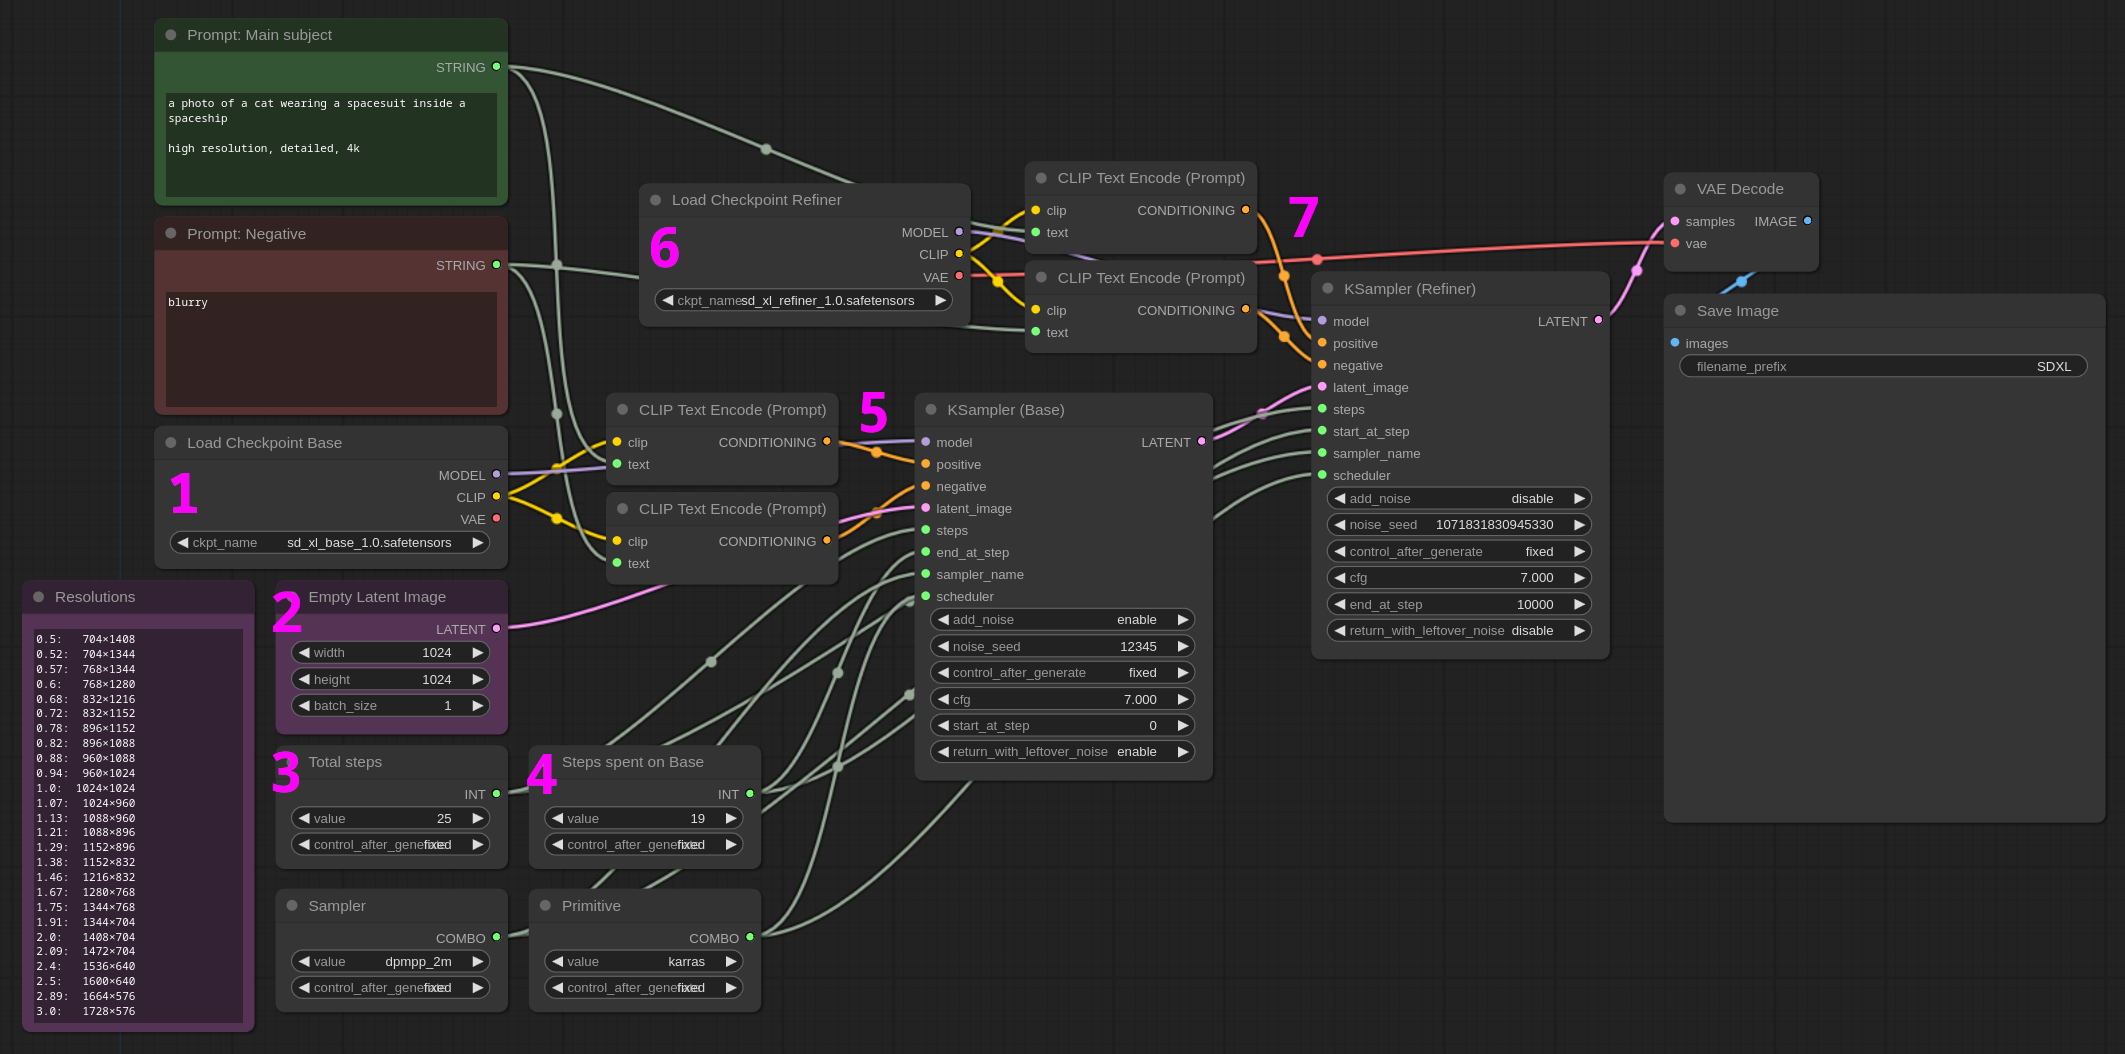 Prompt: Main subject
STRING
a photo of a cat wearing a spacesuit inside a
spaceship
high resolution, detailed, 4k
Prompt: Negative
STRING
blurry
Load Checkpoint Base
1
MODEL
CLIP
VAE
ckpt_name sd_xl_base_1.0.safetensors
Resolutions
0.5: 704×1408
0.52: 704×1344
0.57: 768×1344
0.6: 768×1280
0.68: 832×1216
0.72: 832×1152
0.78: 896×1152
0.82: 896×1088
0.88: 960×1088
0.94: 960×1024
1.0: 1024×1024
1.07: 1024×960
1.13: 1088×960
1.21: 1088×896
1.29: 1152×896
1.38: 1152×832
1.46: 1216×832
1.67: 1280×768
1.75: 1344×768
1.91: 1344×704
2.0: 1408×704
2.09: 1472×704
2.4: 1536×640
2.5: 1600×640
2.89: 1664×576
3.0: 1728×576
2 Empty Latent Image
LATENT
width 1024
height 1024
batch_size 1
3 Total steps
INT
value 25
control_after_generate fixed
4 Steps spent on Base
INT
value 19
control_after_generate fixed
Sampler
COMBO
value dpmpp_2m
control_after_generate fixed
Primitive
COMBO
value karras
control_after_generate fixed
Load Checkpoint Refiner
6
MODEL
CLIP
VAE
ckpt_name sd_xl_refiner_1.0.safetensors
CLIP Text Encode (Prompt)
clip CONDITIONING
text
CLIP Text Encode (Prompt)
clip CONDITIONING
text
CLIP Text Encode (Prompt)
clip CONDITIONING
text
CLIP Text Encode (Prompt)
clip CONDITIONING
text
5
KSampler (Base)
model LATENT
positive
negative
latent_image
steps
end_at_step
sampler_name
scheduler
add_noise enable
noise_seed 12345
control_after_generate fixed
cfg 7.000
start_at_step 0
return_with_leftover_noise enable
7
KSampler (Refiner)
model LATENT
positive
negative
latent_image
steps
start_at_step
sampler_name
scheduler
add_noise disable
noise_seed 1071831830945330
control_after_generate fixed
cfg 7.000
end_at_step 10000
return_with_leftover_noise disable
VAE Decode
samples IMAGE
vae
Save Image
images
filename_prefix SDXL